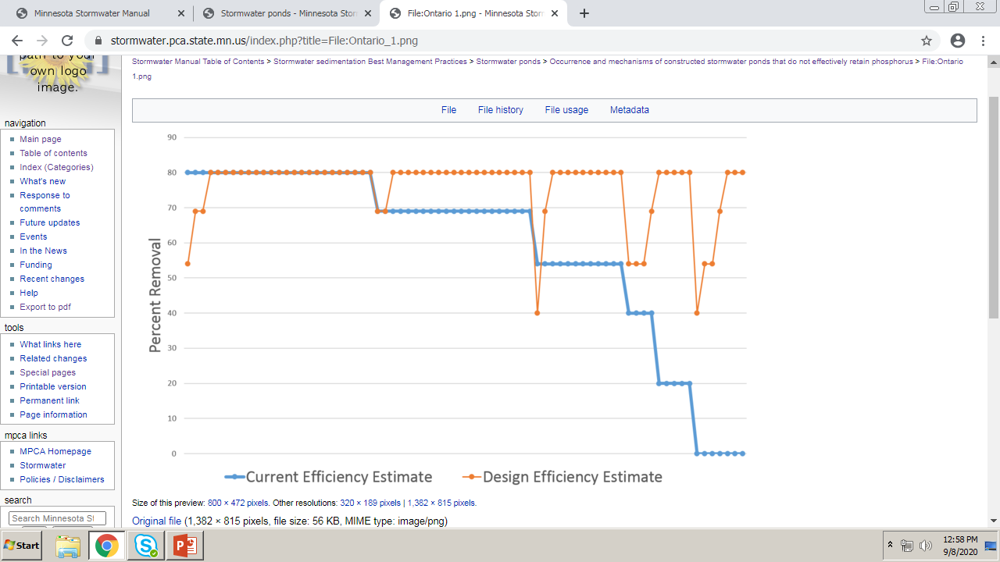 Minnesota Stormwater Manual
Stormwater ponds - Minnesota Stor
File:Ontario 1.png - Minnesota Stor
stormwater.pca.state.mn.us/index.php?title=File:Ontario_1.png
path to your
own logo
image.
navigation
Main page
Table of contents
Index (Categories)
What's new
Response to
comments
Future updates
Events
In the News
Funding
Recent changes
Help
Export to pdf
tools
What links here
Related changes
Special pages
Printable version
Permanent link
Page information
mpca links
MPCA Homepage
Stormwater
Policies / Disclaimers
search
Search Minnesota St
Stormwater Manual Table of Contents > Stormwater sedimentation Best Management Practices > Stormwater ponds > Occurrence and mechanisms of constructed stormwater ponds that do not effectively retain phosphorus > File:Ontario
1.png
File File history File usage Metadata
90
80
70
60
50
40
30
20
10
0
Percent Removal
Current Efficiency Estimate Design Efficiency Estimate
Size of this preview: 800 × 472 pixels. Other resolutions: 320 × 189 pixels | 1,382 × 815 pixels.
Original file (1,382 × 815 pixels, file size: 56 KB, MIME type: image/png)
Start
12:58 PM
9/8/2020